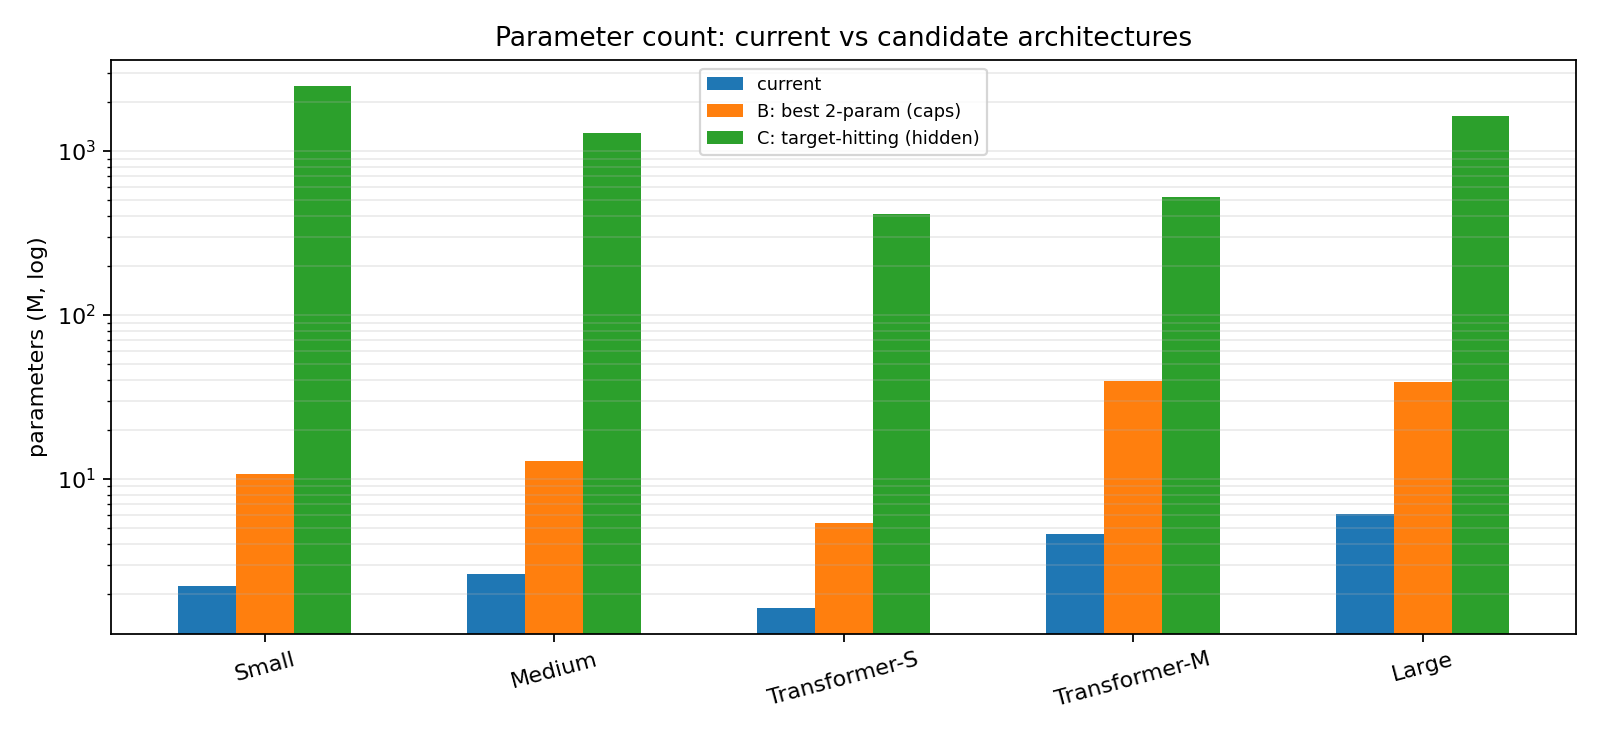 Parameter count: current vs candidate architectures
current
B: best 2-param (caps)
C: target-hitting (hidden)
parameters (M, log)
10³
10²
10¹
Small
Medium
Transformer-S
Transformer-M
Large